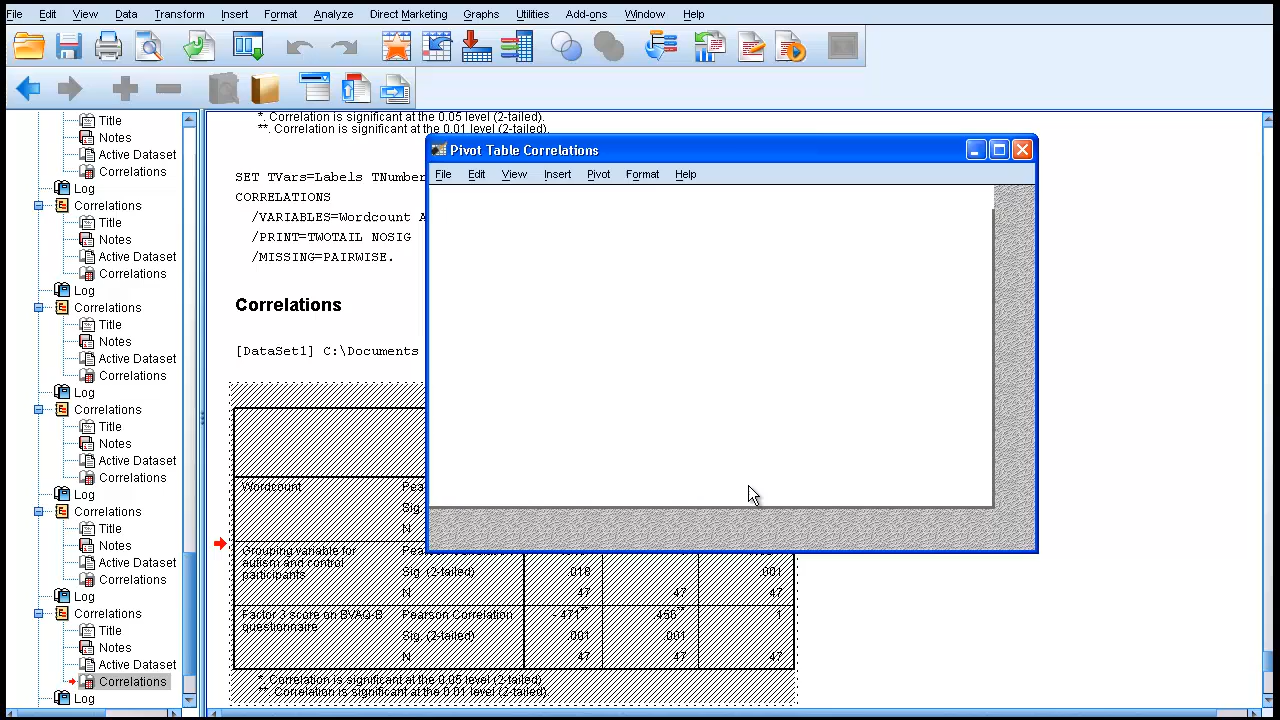 File Edit View Data Transform Insert Format Analyze Direct Marketing Graphs Utilities Add-ons Window Help
Title
Notes
Active Dataset
Correlations
Log
Correlations
Title
Notes
Active Dataset
Correlations
Log
Correlations
Title
Notes
Active Dataset
Correlations
Log
Correlations
Title
Notes
Active Dataset
Correlations
Log
Correlations
Title
Notes
Active Dataset
Correlations
Log
Correlations
Title
Notes
Active Dataset
Correlations
Log
*. Correlation is significant at the 0.05 level (2-tailed).
**. Correlation is significant at the 0.01 level (2-tailed).
SET TVars=Labels TNumber
CORRELATIONS
/VARIABLES=Wordcount A
/PRINT=TWOTAIL NOSIG
/MISSING=PAIRWISE.
Correlations
[DataSet1] C:\Documents
Pivot Table Correlations
File Edit View Insert Pivot Format Help
Wordcount Pea
Sig.
N
Grouping variable for
autism and control
participants
Sig. (2-tailed) .018 .001
N 47 47 47
Factor 3 score on BVAQ-B
questionnaire
Pearson Correlation .471** .456** 1
Sig. (2-tailed) .001 .001
N 47 47 47
*. Correlation is significant at the 0.05 level (2-tailed).
**. Correlation is significant at the 0.01 level (2-tailed).